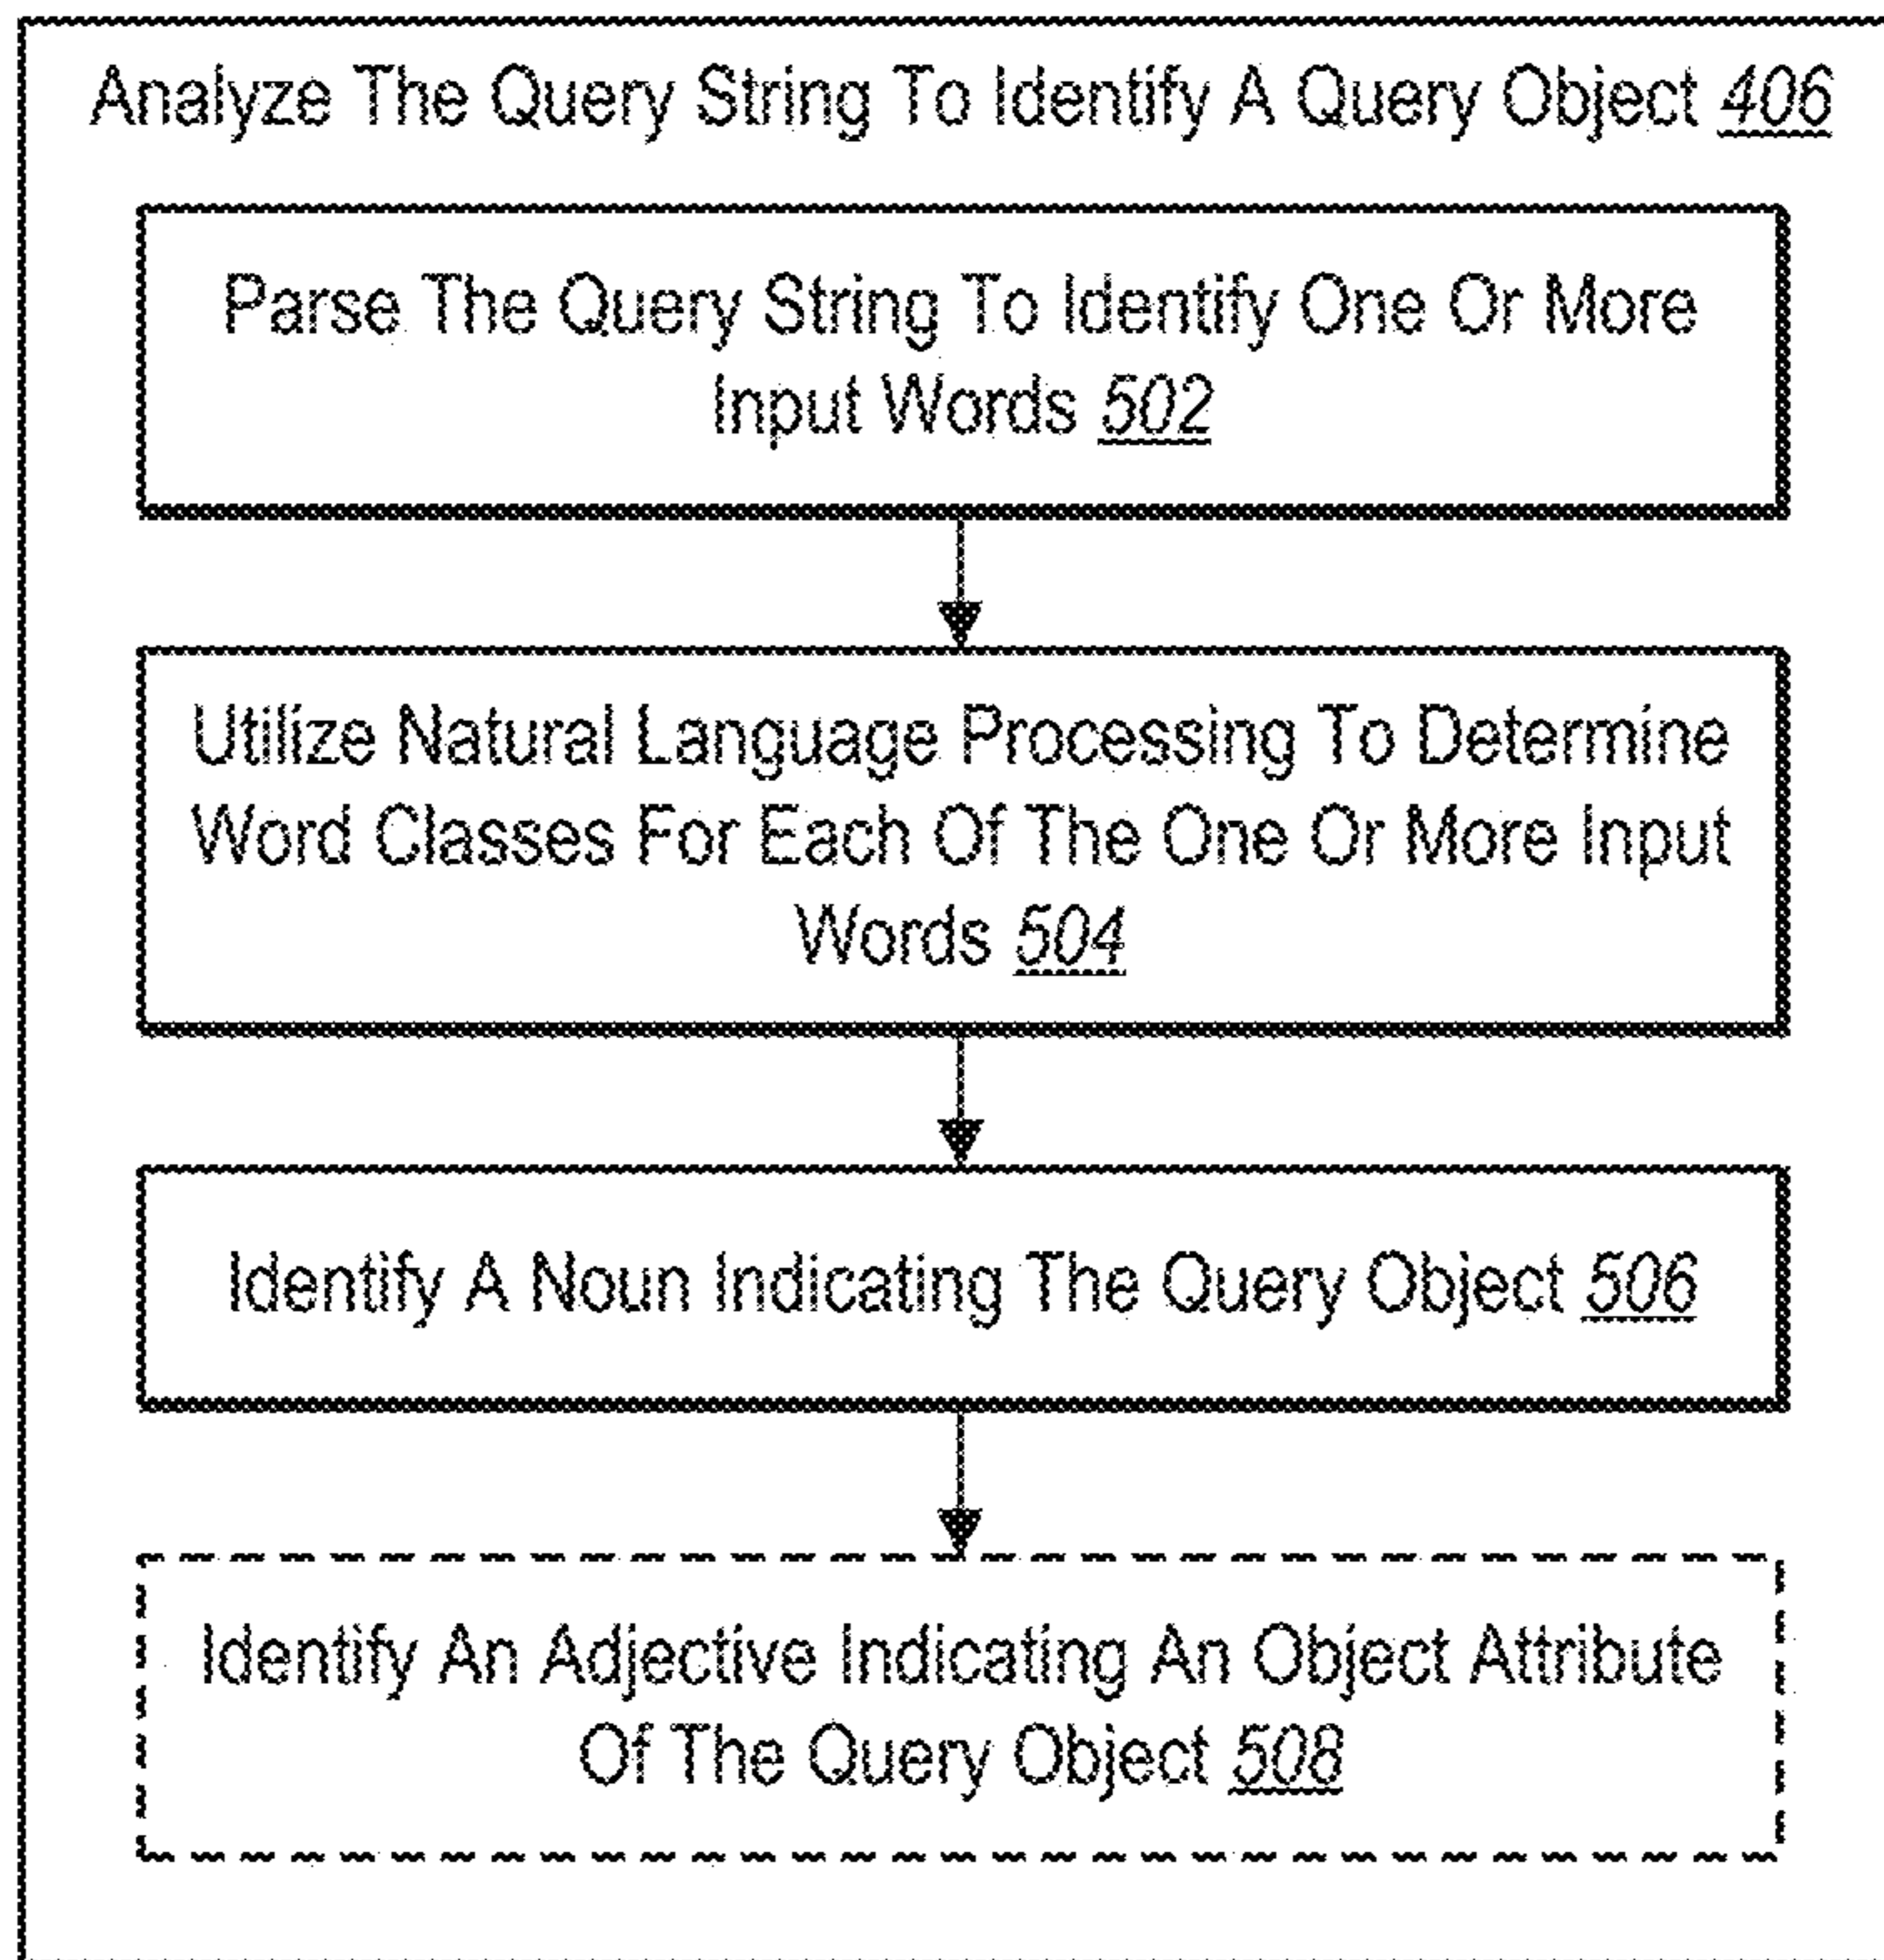 Analyze The Query String To Identify A Query Object 406
Parse The Query String To Identify One Or More
Input Words 502
Utilize Natural Language Processing To Determine
Word Classes For Each Of The One Or More Input
Words 504
Identify A Noun Indicating The Query Object 506
Identify An Adjective Indicating An Object Attribute
Of The Query Object 508